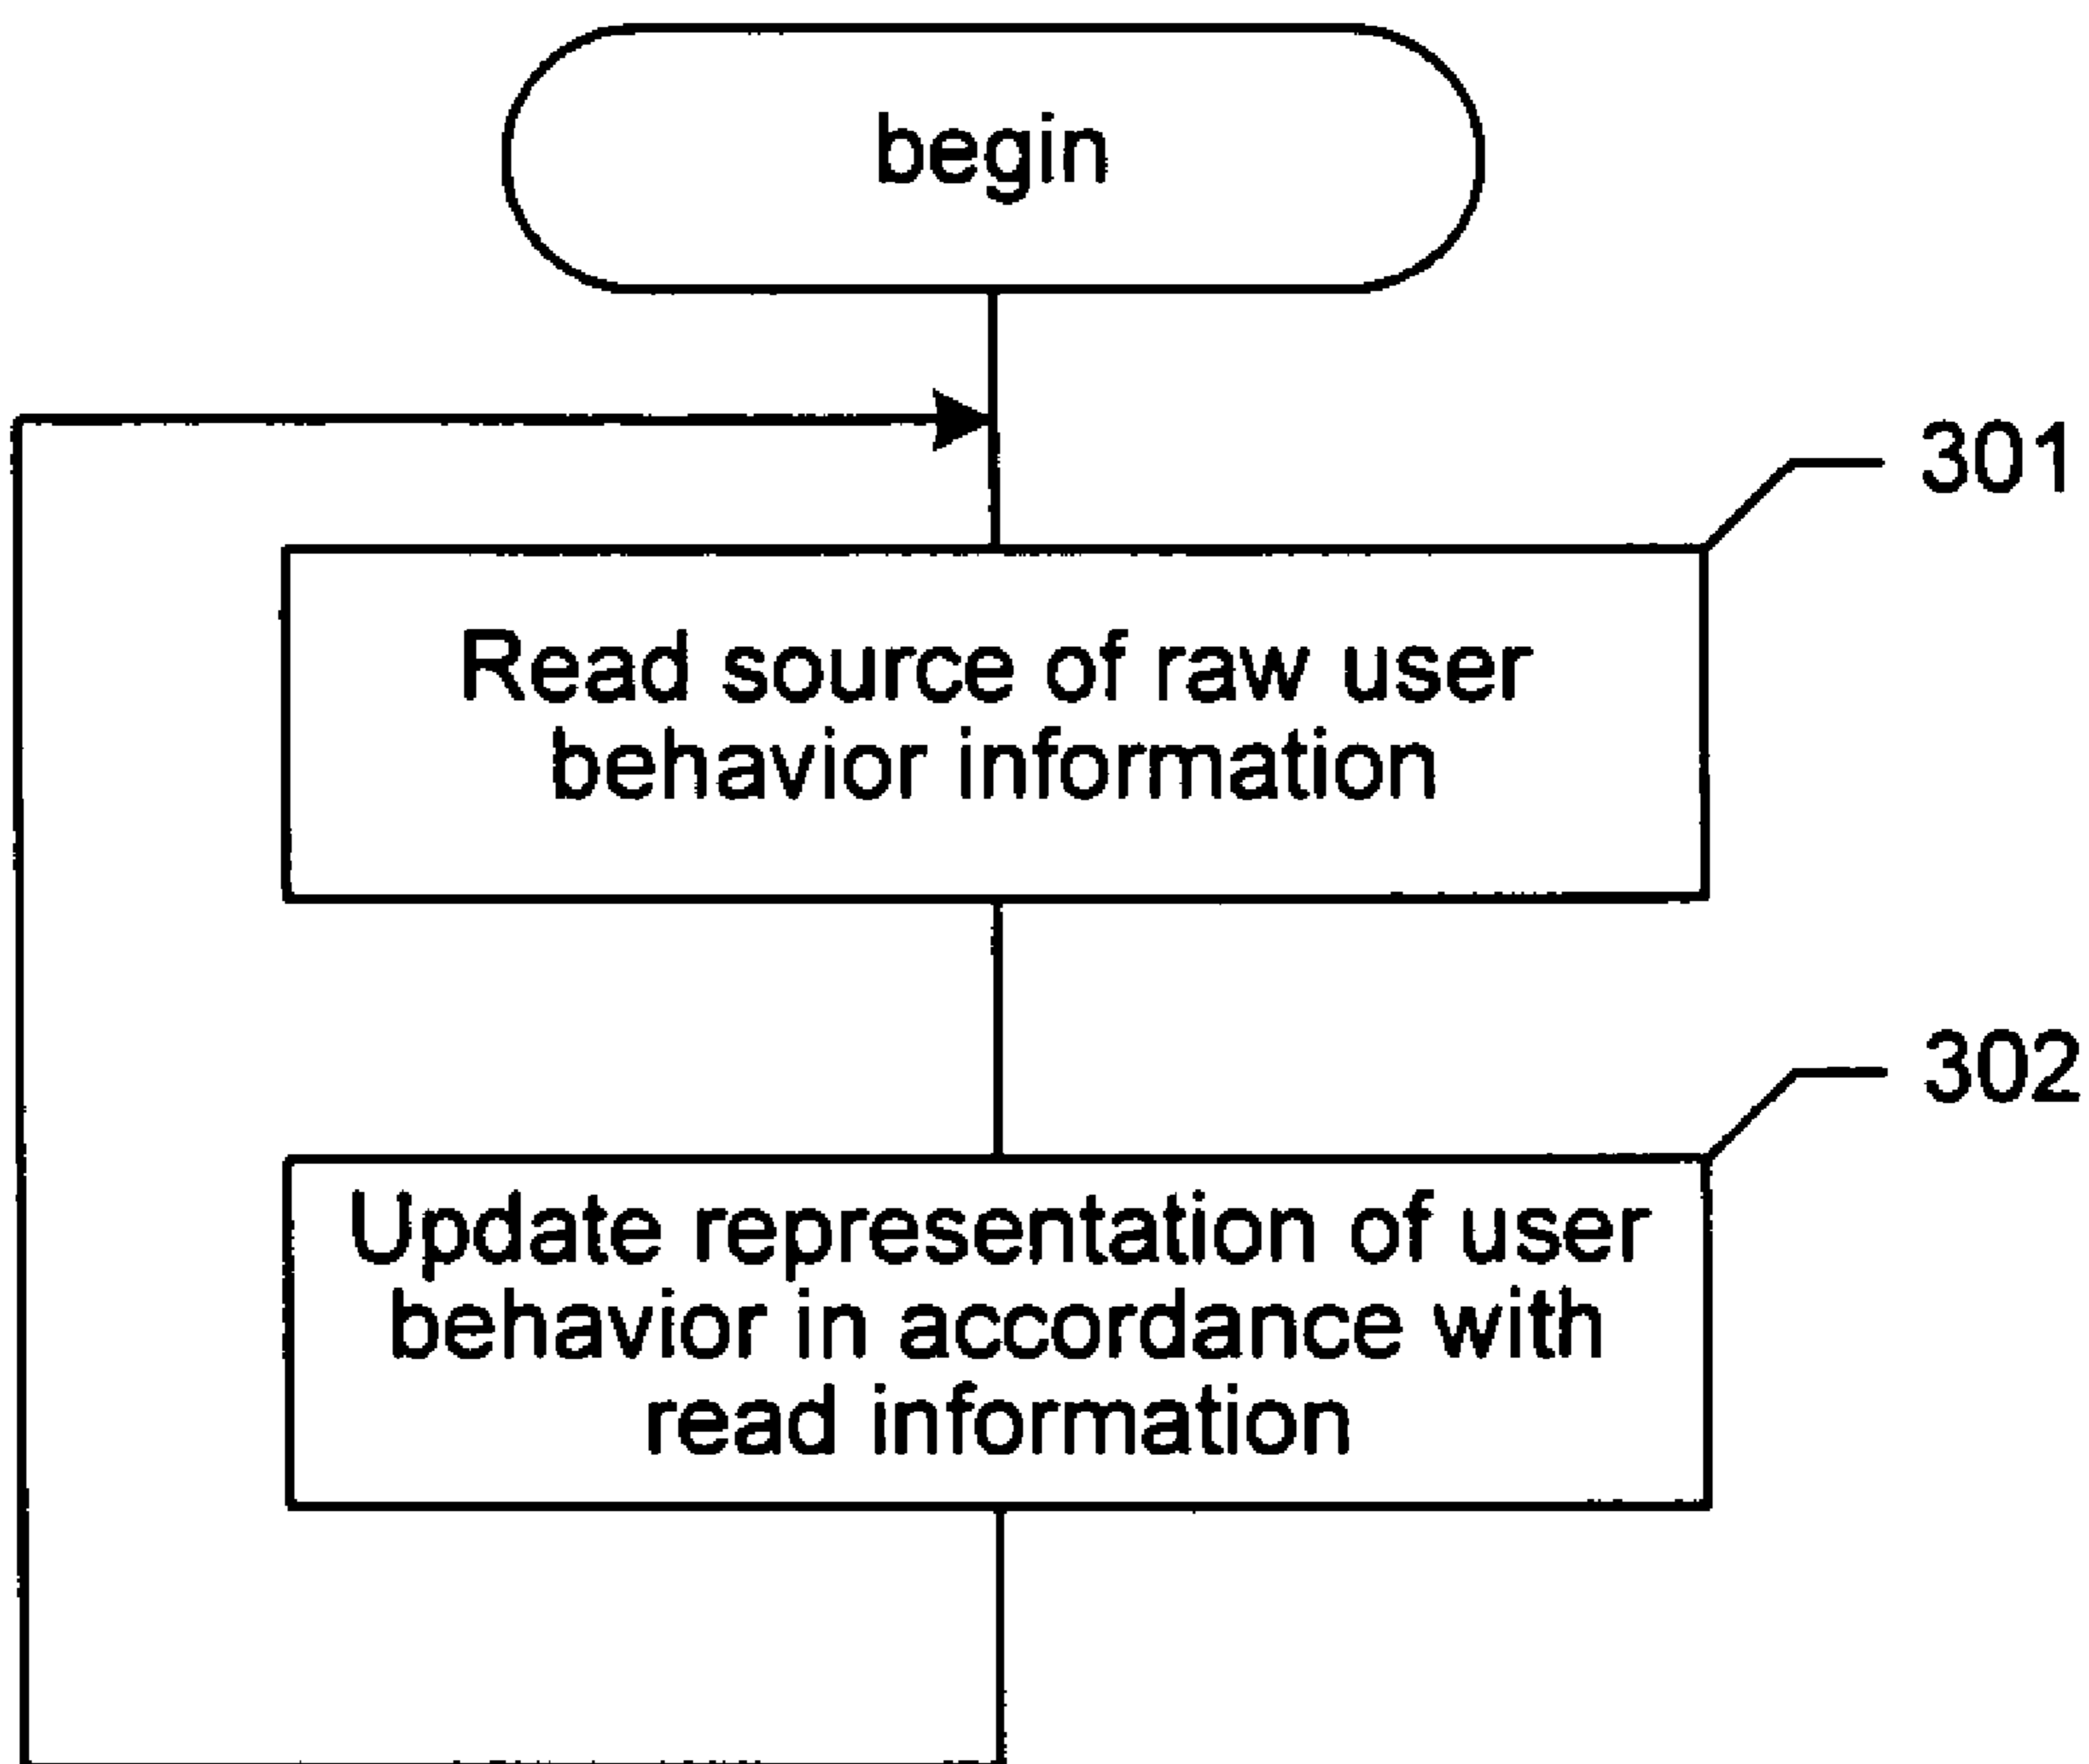 begin
301
Read source of raw user
behavior information
302
Update representation of user
behavior in accordance with
read information